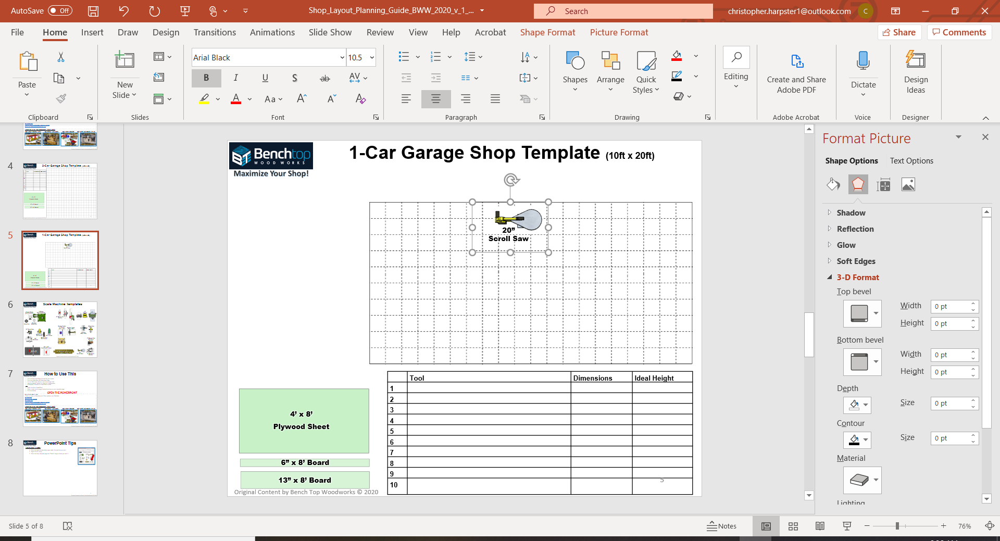 AutoSave Off
Shop_Layout_Planning_Guide_BWW_2020_v_1_...
Search
christopher.harpster1@outlook.com
C
File
Home
Insert
Draw
Design
Transitions
Animations
Slide Show
Review
View
Help
Acrobat
Shape Format
Picture Format
Share
Comments
Paste
Clipboard
New
Slide
Slides
Arial Black
10.5
B
I
U
S
ab
AV
A
Aa
A
A
A
Font
Paragraph
Shapes
Arrange
Quick
Styles
Drawing
Editing
Create and Share
Adobe PDF
Adobe Acrobat
Dictate
Voice
Design
Ideas
Designer
4
2-Car Garage Shop Template
5
1-Car Garage Shop Template
6
Scale Machine Templates
7
How to Use This
OPEN THE POWERPOINT
8
PowerPoint Tips
BT Benchtop
WOOD WORKS
Maximize Your Shop!
1-Car Garage Shop Template (10ft x 20ft)
20”
Scroll Saw
4’ x 8’
Plywood Sheet
6” x 8’ Board
13” x 8’ Board
Original Content by Bench Top Woodworks © 2020
Tool
Dimensions
Ideal Height
1
2
3
4
5
6
7
8
9
10
5
Format Picture
Shape Options
Text Options
Shadow
Reflection
Glow
Soft Edges
3-D Format
Top bevel
Width 0 pt
Height 0 pt
Bottom bevel
Width 0 pt
Height 0 pt
Depth
Size 0 pt
Contour
Size 0 pt
Material
Lighting
Slide 5 of 8
Notes
76%